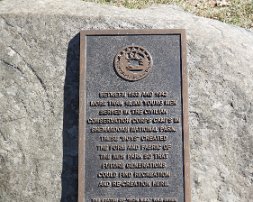 BETWEEN 1933 AND 1942
MORE THAN YOUNG MEN
SERVED IN THE CIVILIAN
CONSERVATION CORPS CAMPS IN
SHENANDOAH NATIONAL PARK.
THESE "BOYS" CREATED
THE FORM AND FABRIC OF
THE NEW PARK SO THAT
FUTURE GENERATIONS
COULD FIND RECREATION
AND RE-CREATION HERE.